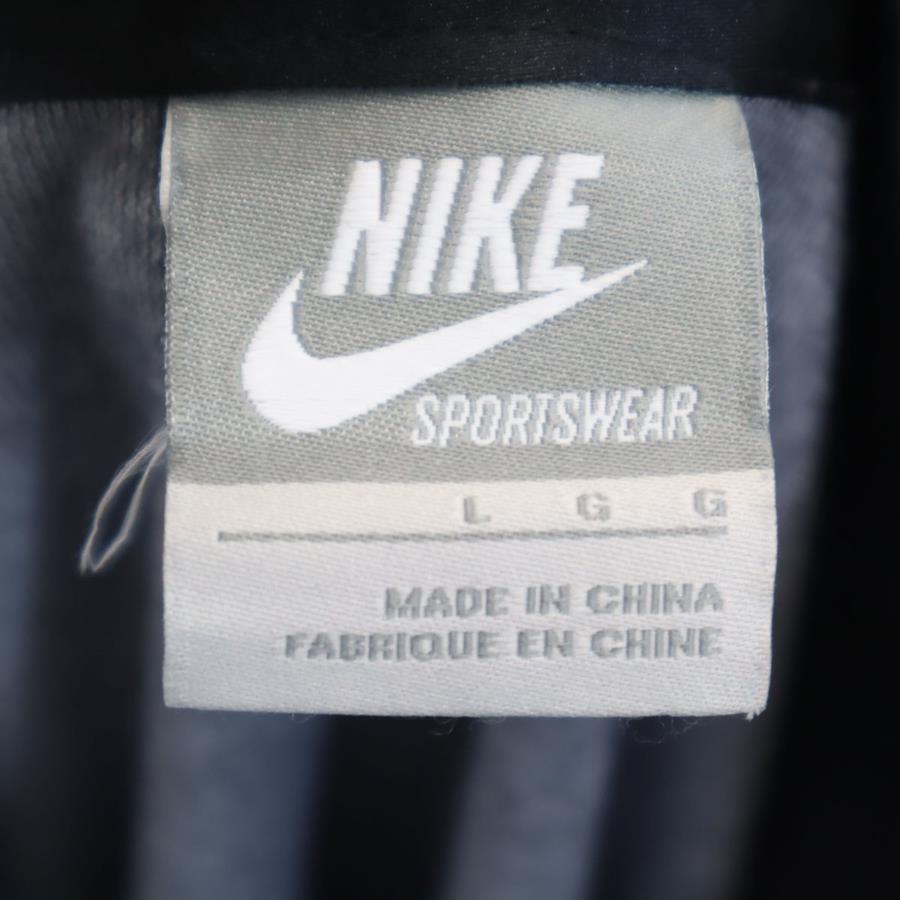 NIKE
SPORTSWEAR
L G G
MADE IN CHINA
FABRIQUE EN CHINE